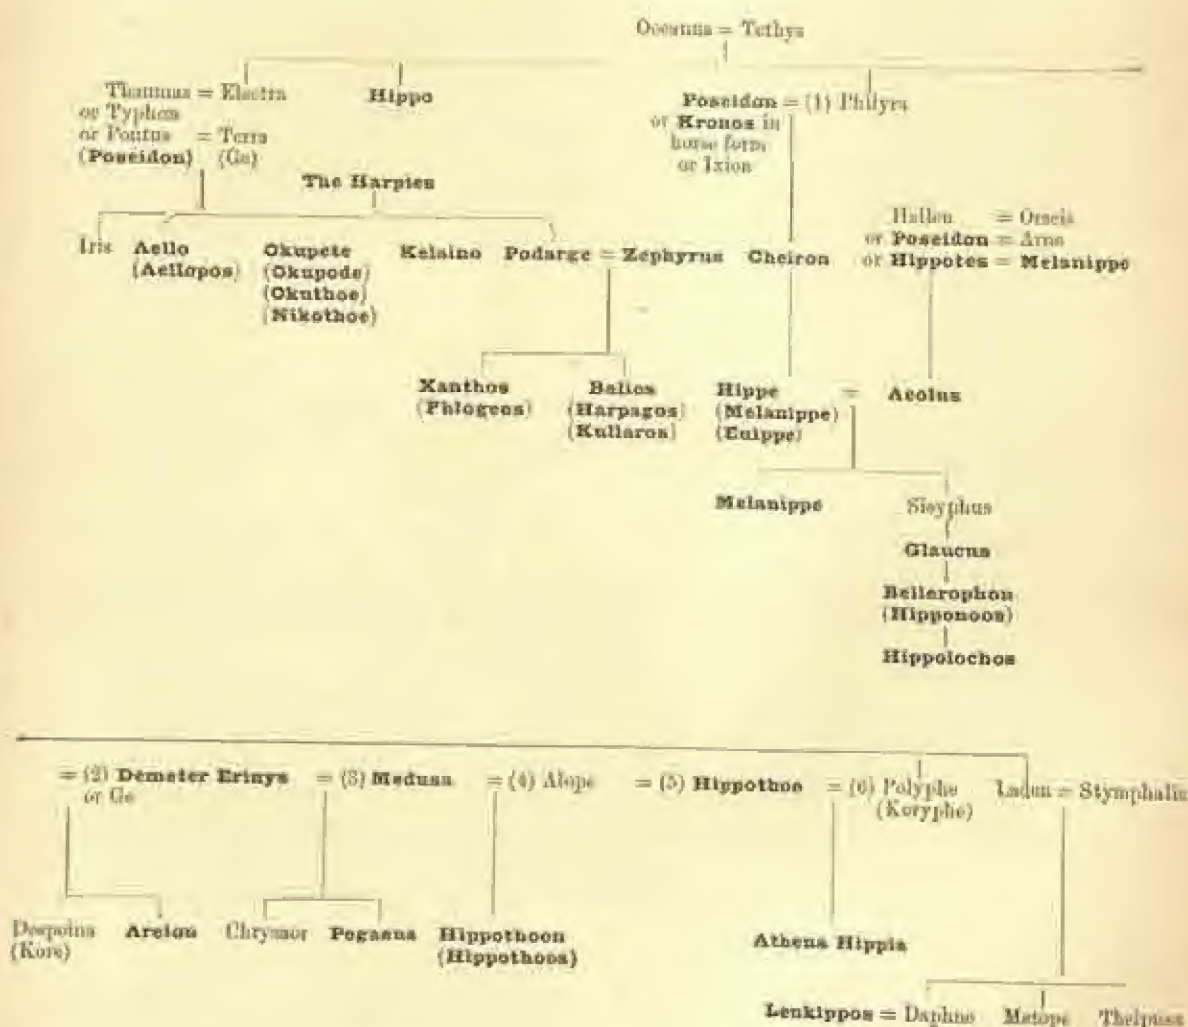 Oceanus = Tethys
Thaumas = Electra
or Typhon
or Pontus = Terra
(Poseidon) (Ge)
Hippo
Poseidon = (1) Philyra
or Kronos in
horse form
or Ixion
The Harpies
Hellen = Orseis
or Poseidon = Arne
or Hippotes = Melanippe
Iris Aello Okupete Kelaino Podarge = Zephyrus Cheiron
(Aellopos) (Okupode)
(Okuthoe)
(Nikothoe)
Xanthos Balios Hippe = Aeolus
(Phlogeos) (Harpagos) (Melanippe)
(Kullaros) (Euippe)
Melanippe Sisyphus
Glaucus
Bellerophon
(Hipponoos)
Hippolochos
= (2) Demeter Erinys = (3) Medusa = (4) Alope = (5) Hippothoe = (6) Polyphe Ladon = Stymphalis
or Ge (Koryphe)
Despoina Areion Chrysaor Pegasus Hippothoon Athena Hippia
(Kore) (Hippothoos)
Leukippos = Daphne Metope Thelpusa